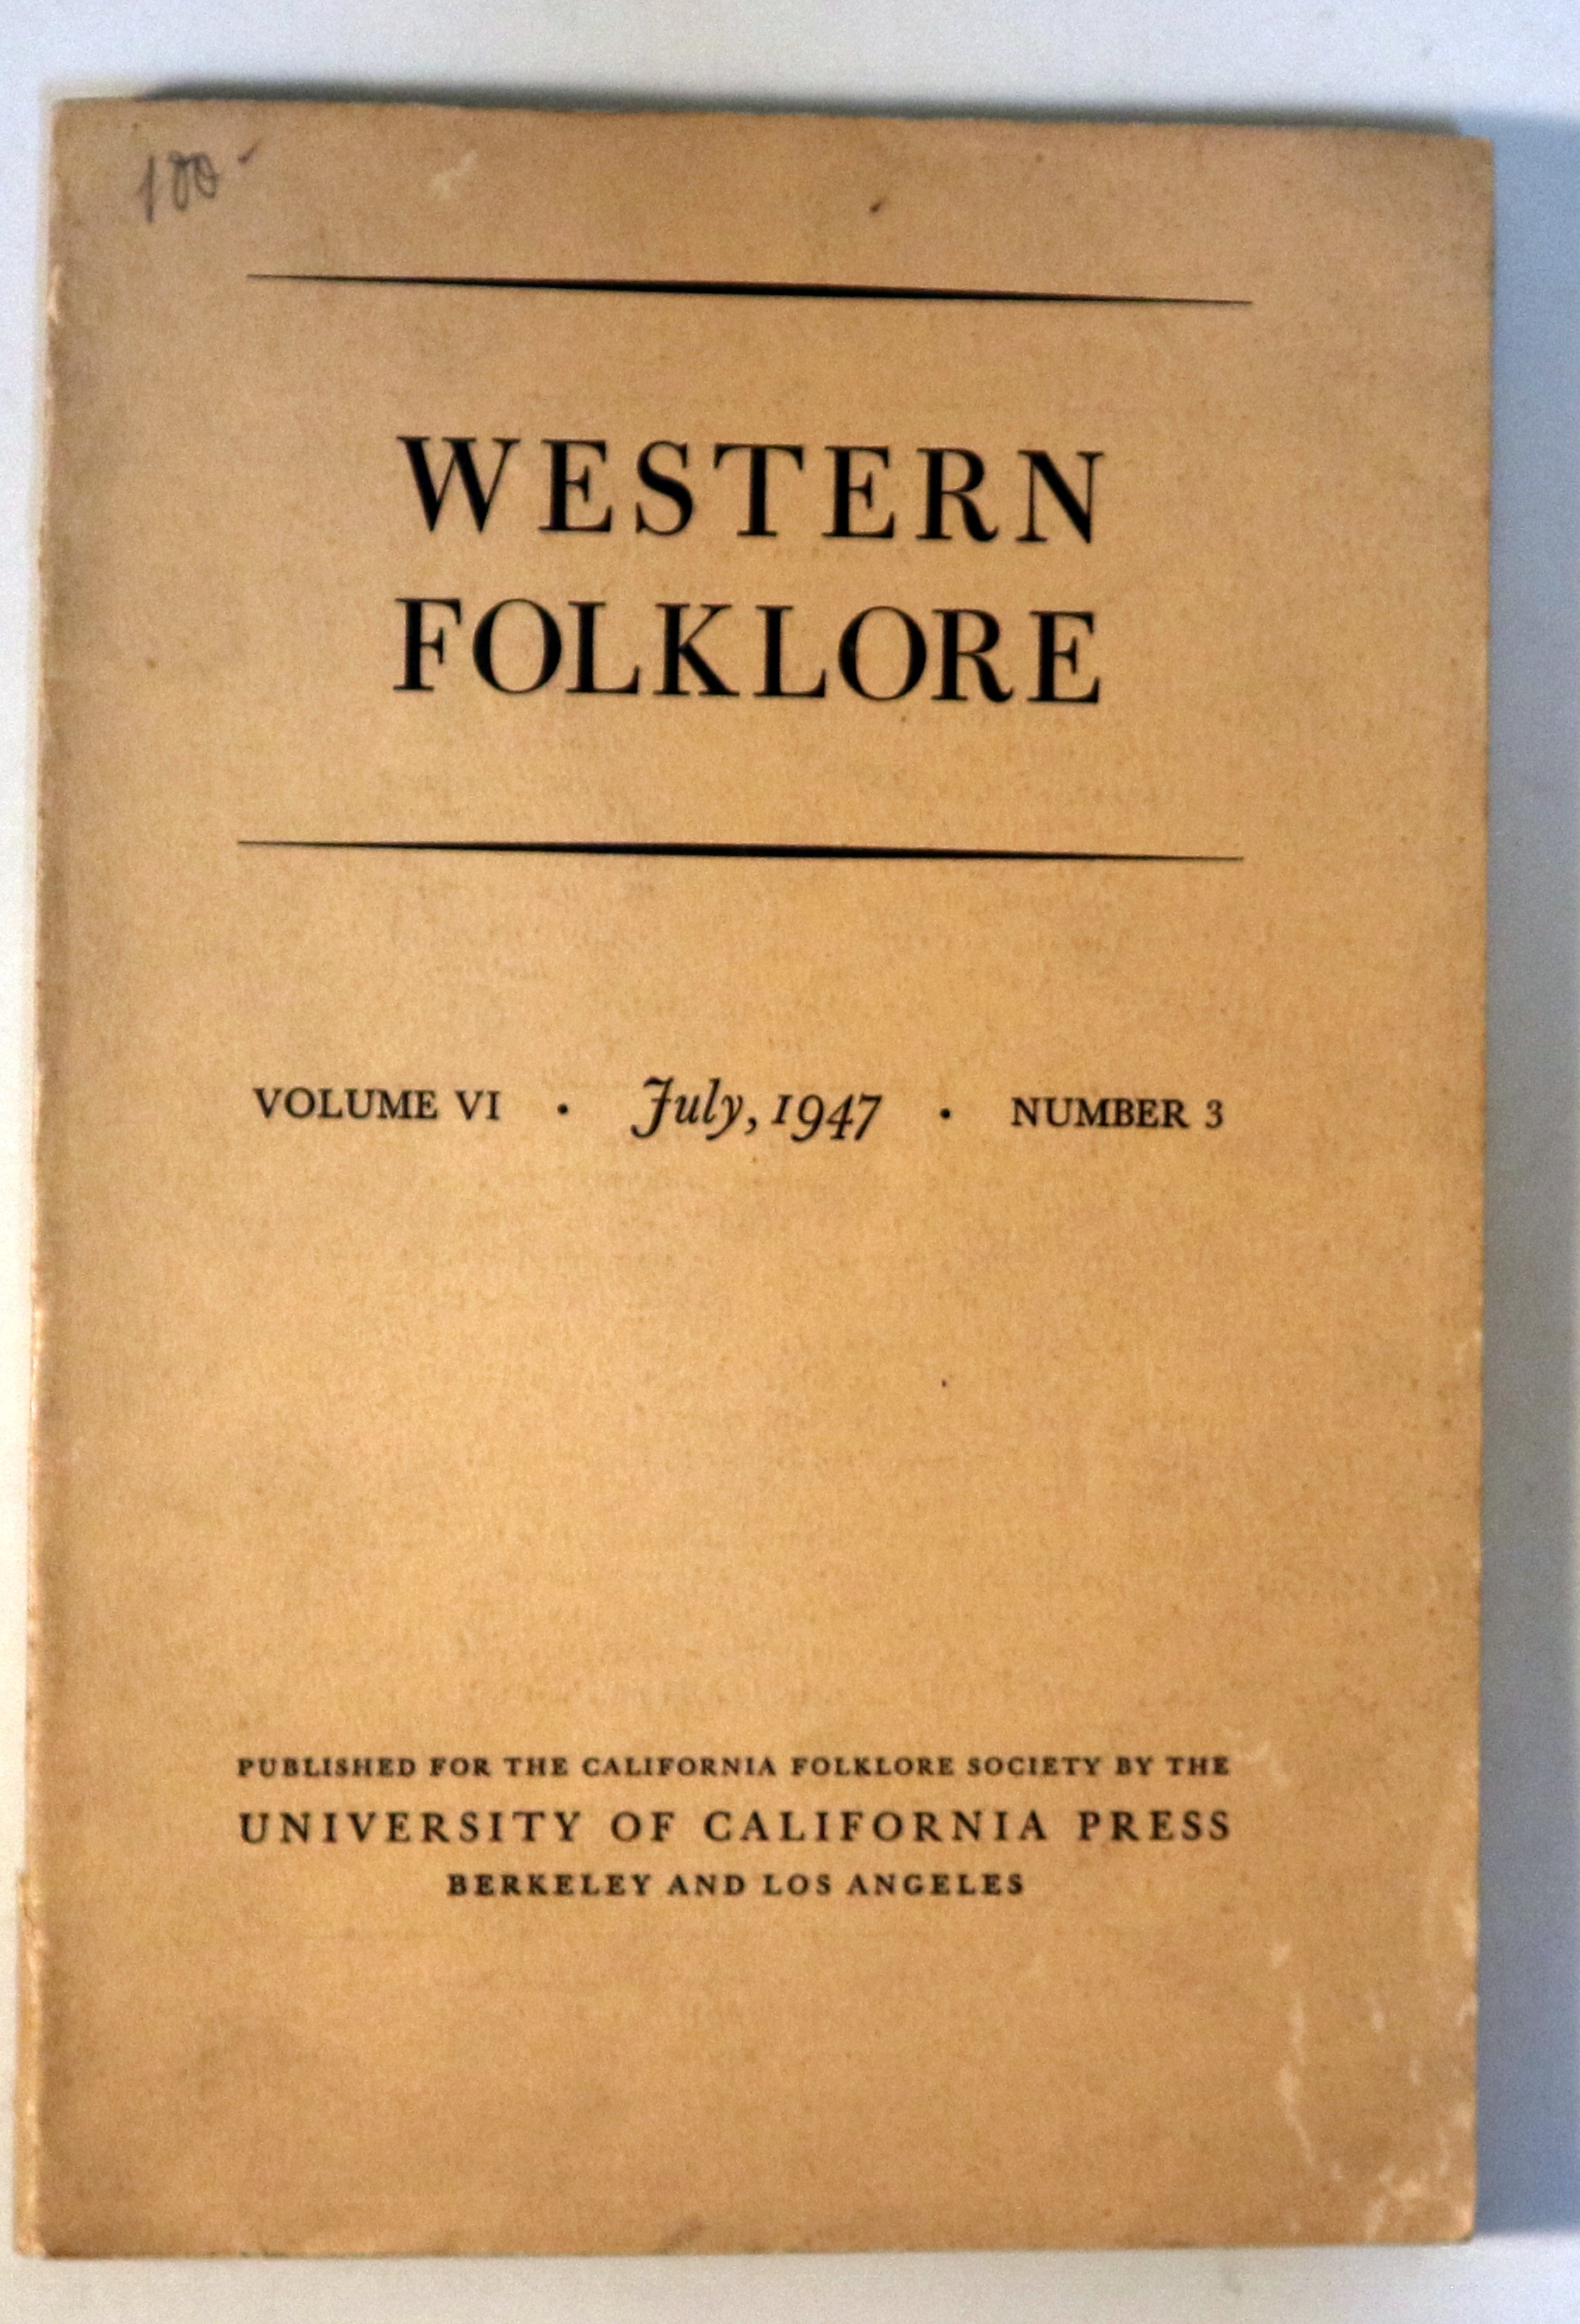 100-
WESTERN
FOLKLORE
VOLUME VI · July, 1947 · NUMBER 3
PUBLISHED FOR THE CALIFORNIA FOLKLORE SOCIETY BY THE
UNIVERSITY OF CALIFORNIA PRESS
BERKELEY AND LOS ANGELES